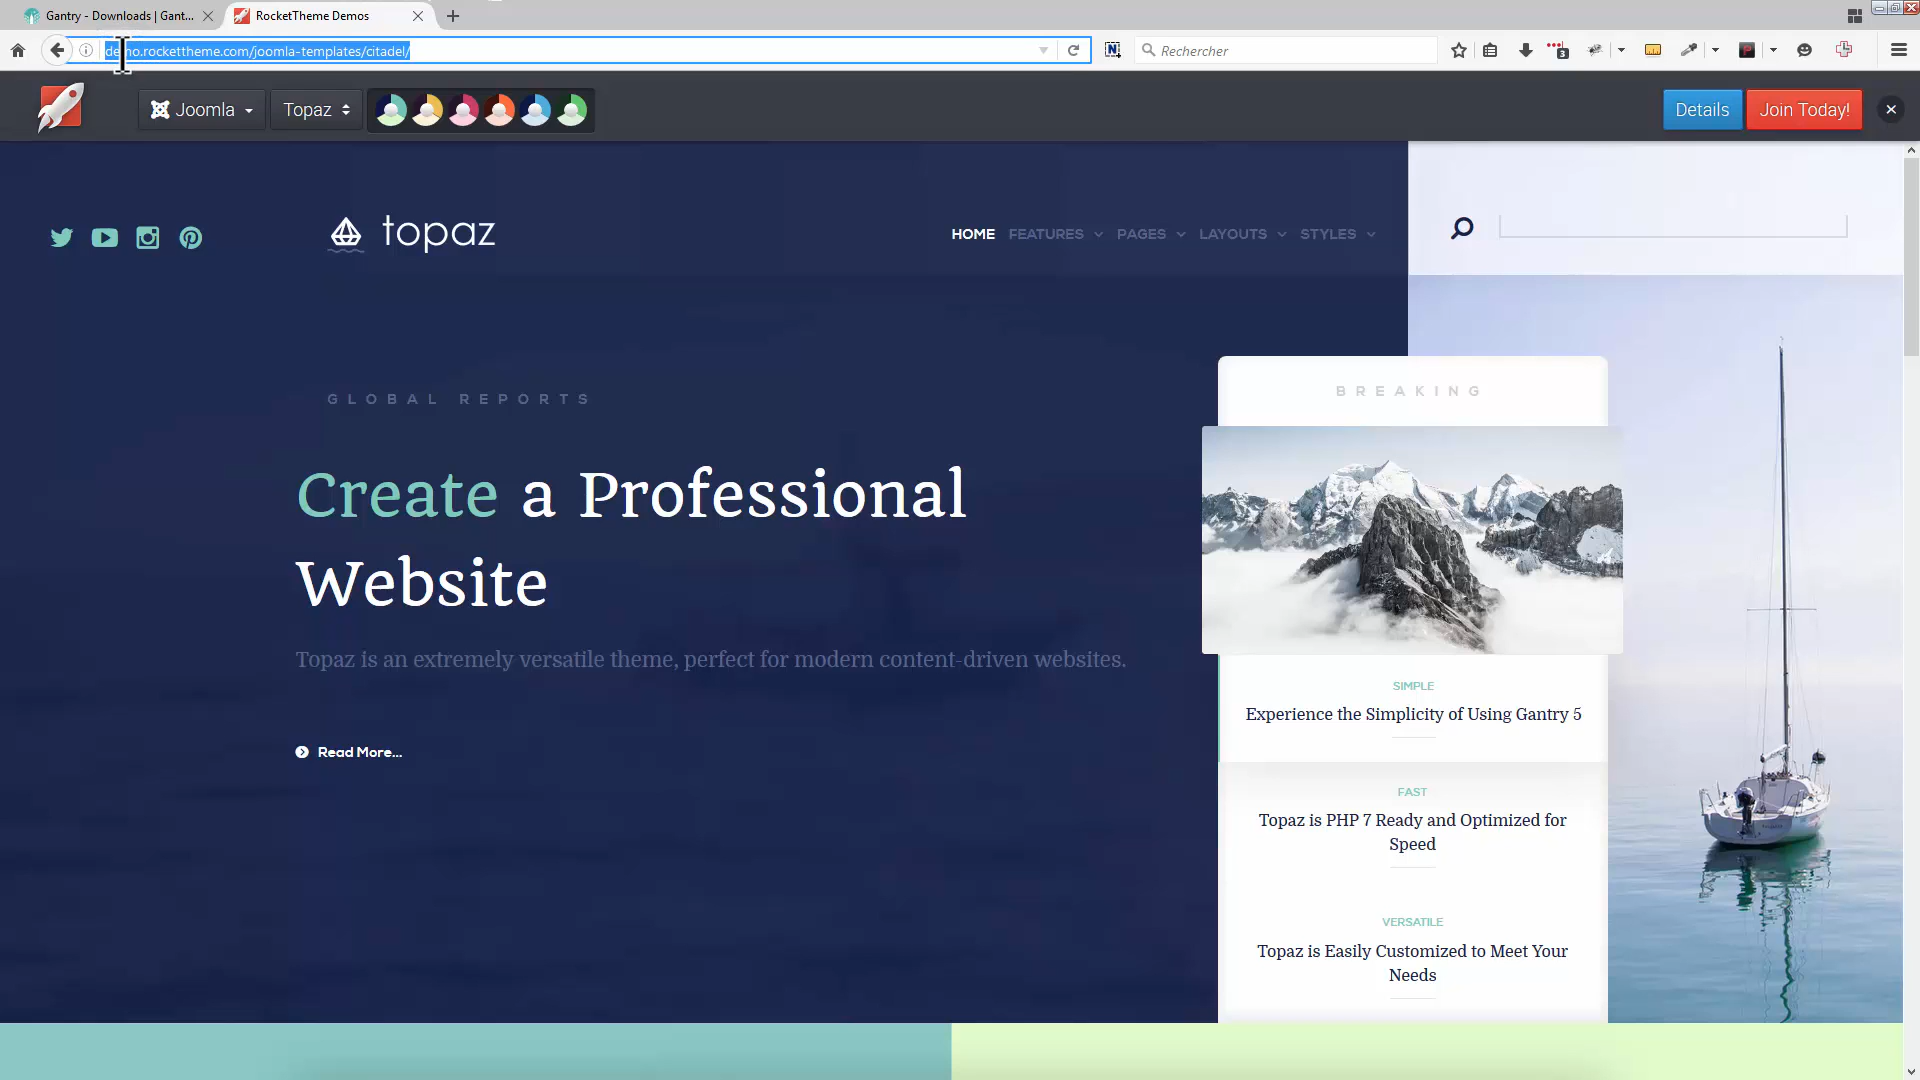 Gantry - Downloads | Gant...
RocketTheme Demos
demo.rockettheme.com/joomla-templates/citadel/
Rechercher
3
Joomla
Topaz
Details
Join Today!
topaz
HOME FEATURES PAGES LAYOUTS STYLES
GLOBAL REPORTS
Create a Professional
Website
Topaz is an extremely versatile theme, perfect for modern content-driven websites.
Read More...
BREAKING
SIMPLE
Experience the Simplicity of Using Gantry 5
FAST
Topaz is PHP 7 Ready and Optimized for
Speed
VERSATILE
Topaz is Easily Customized to Meet Your
Needs